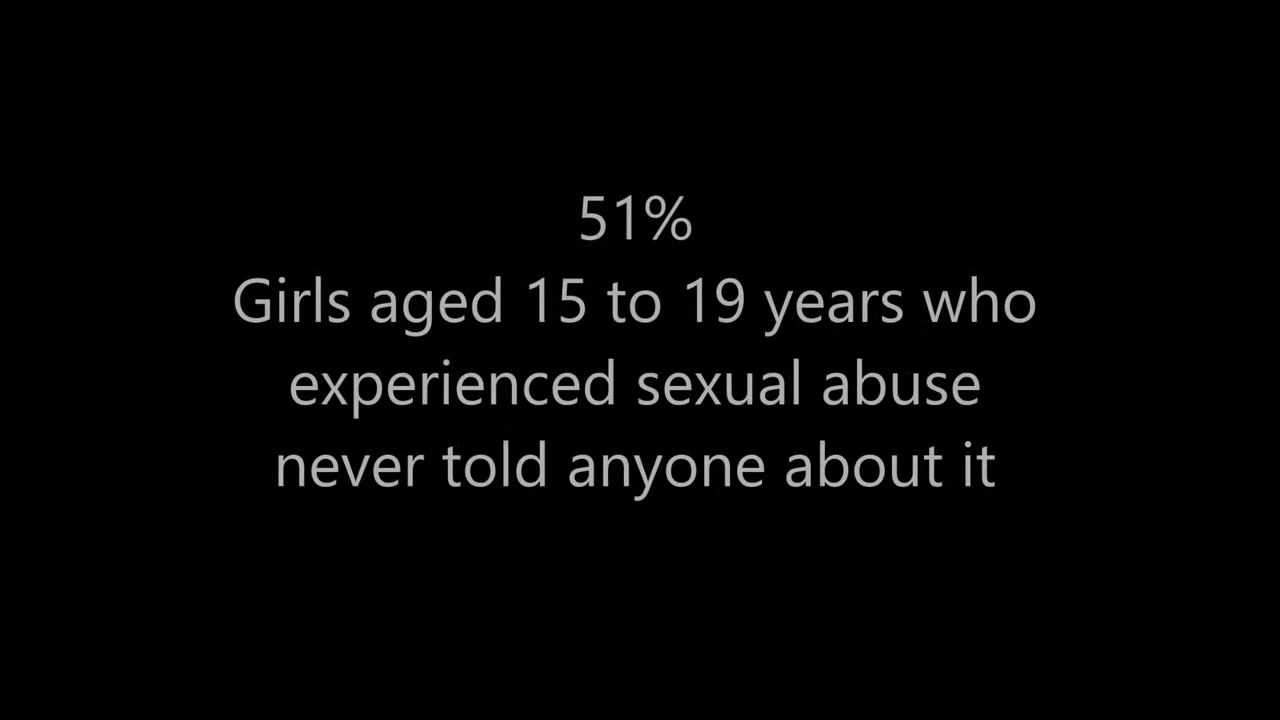 51%
Girls aged 15 to 19 years who
experienced sexual abuse
never told anyone about it